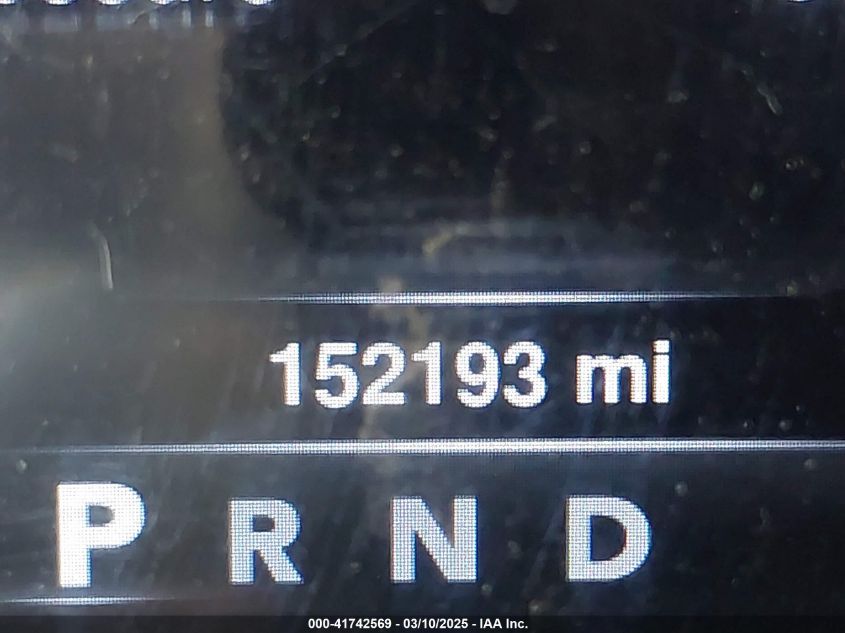 152193 mi
P R N D
000-41742569 - 03/10/2025 - IAA Inc.